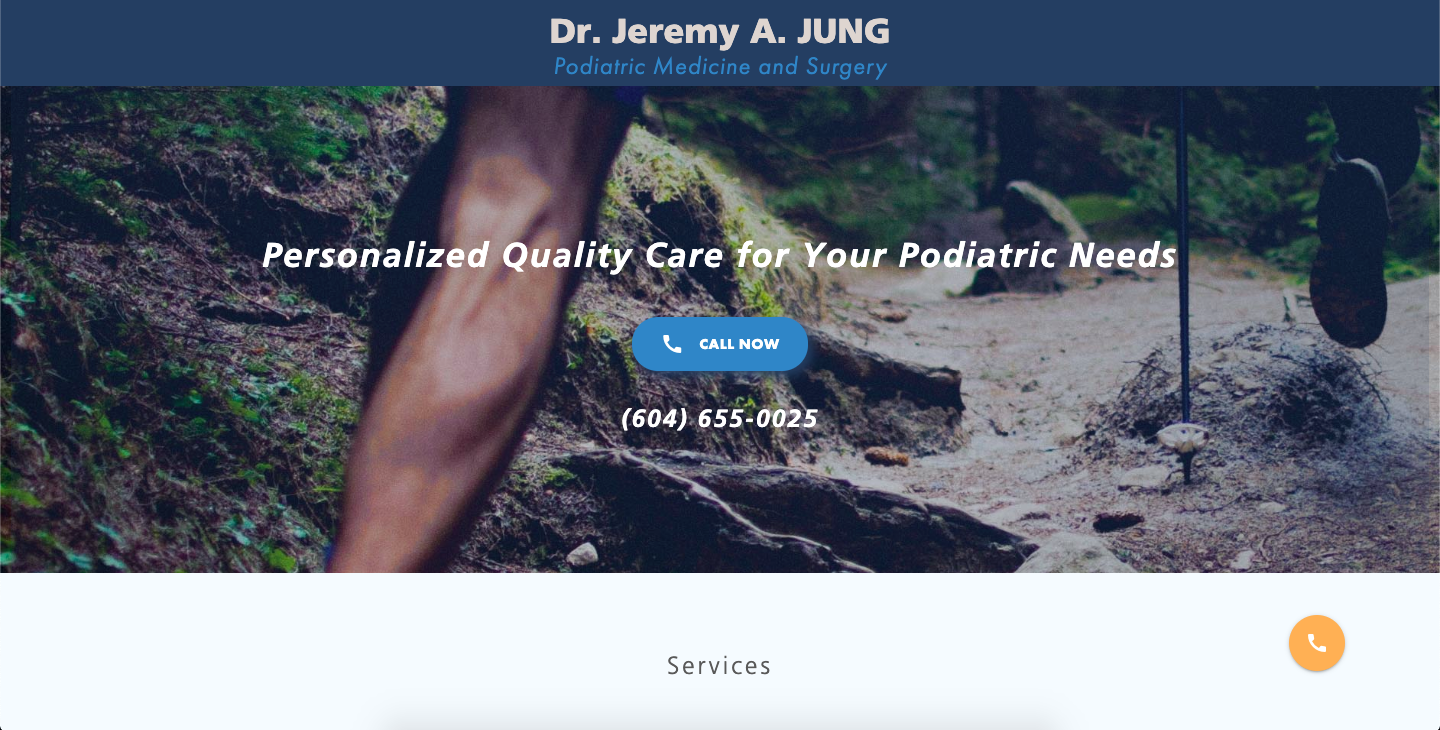 Dr. Jeremy A. JUNG
Podiatric Medicine and Surgery
Personalized Quality Care for Your Podiatric Needs
CALL NOW
(604) 655-0025
Services